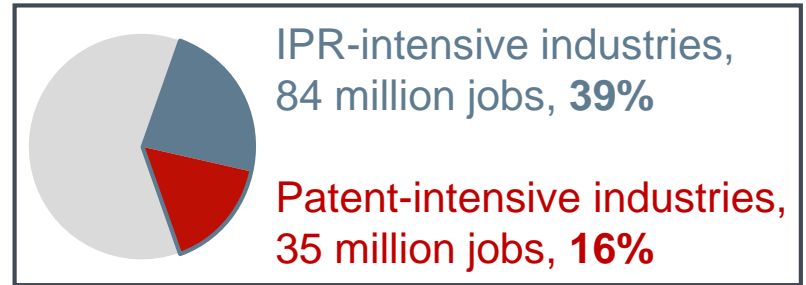 IPR-intensive industries,
84 million jobs, 39%
Patent-intensive industries,
35 million jobs, 16%